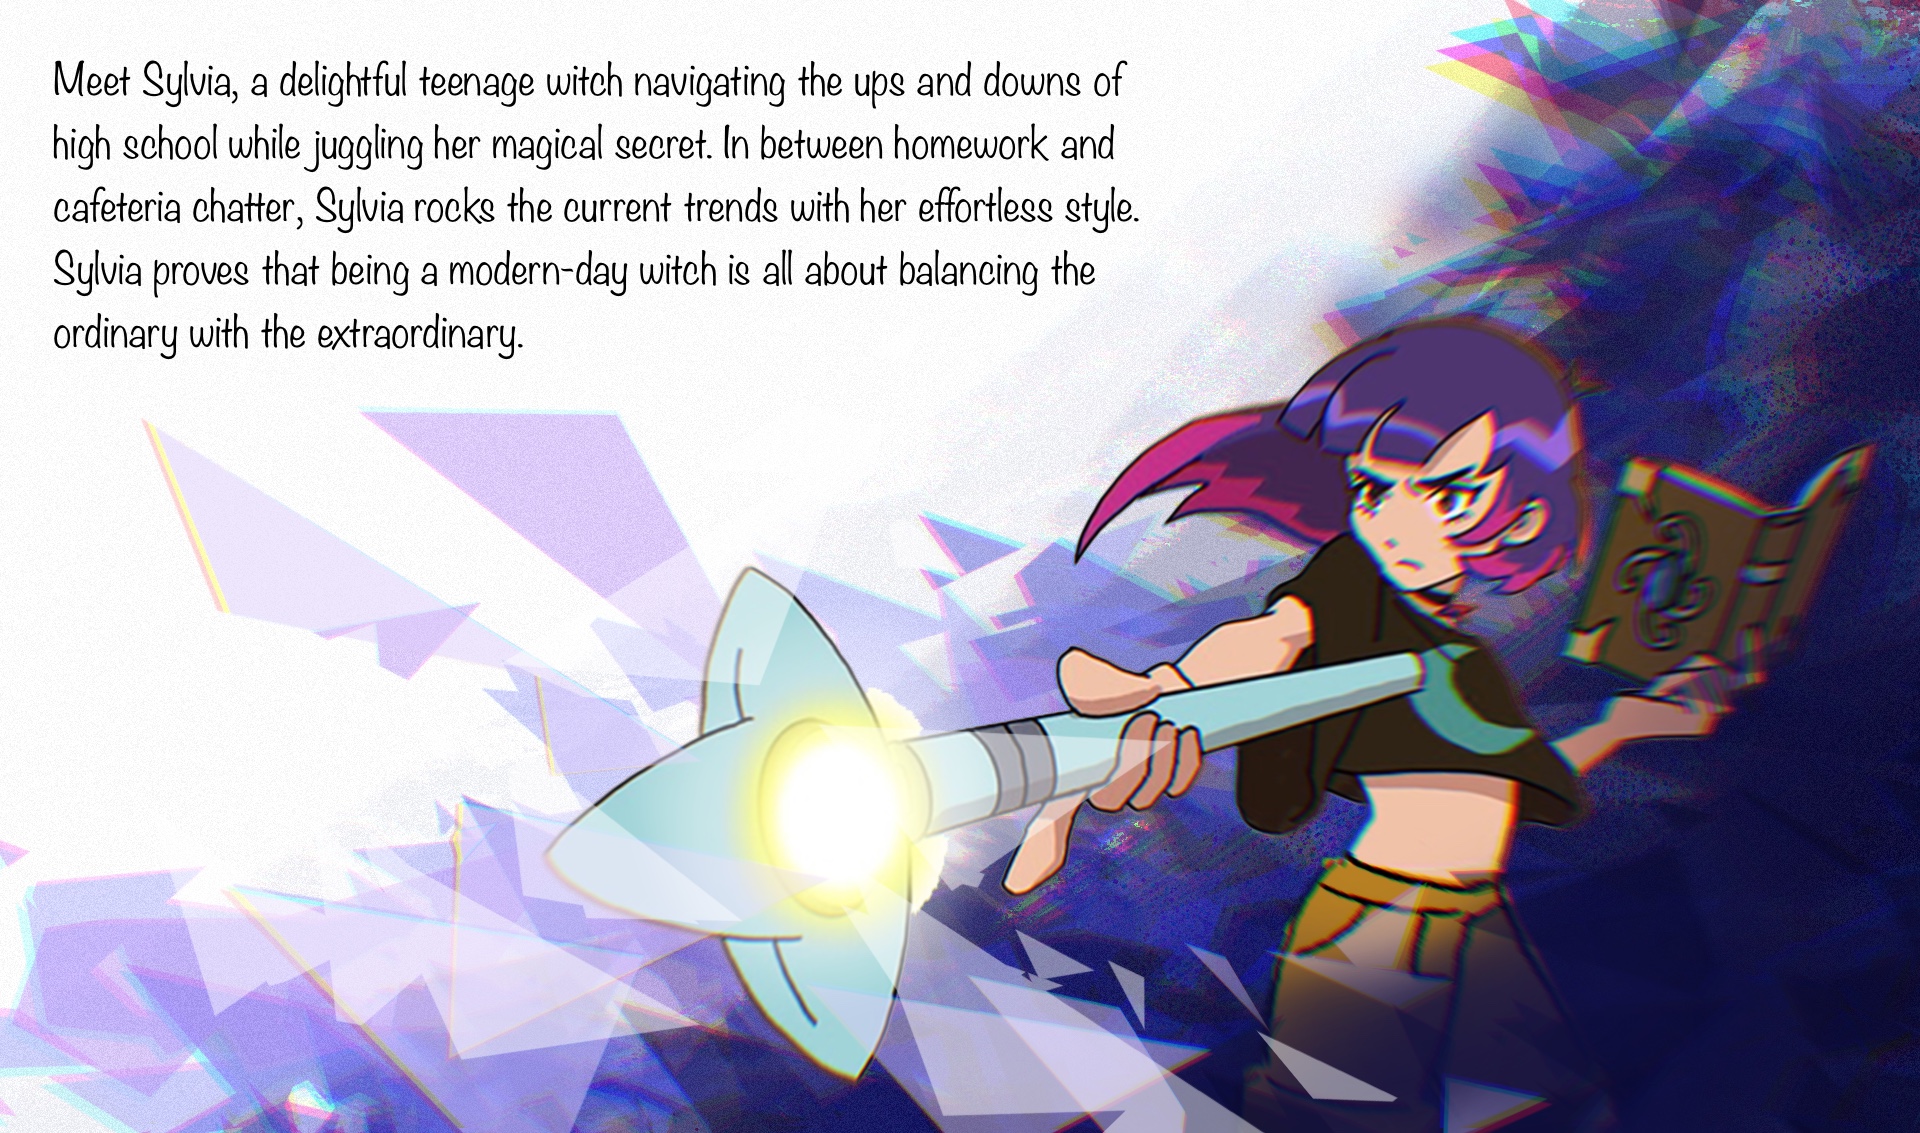 Meet Sylvia, a delightful teenage witch navigating the ups and downs of
high school while juggling her magical secret. In between homework and
cafeteria chatter, Sylvia rocks the current trends with her effortless style.
Sylvia proves that being a modern-day witch is all about balancing the
ordinary with the extraordinary.